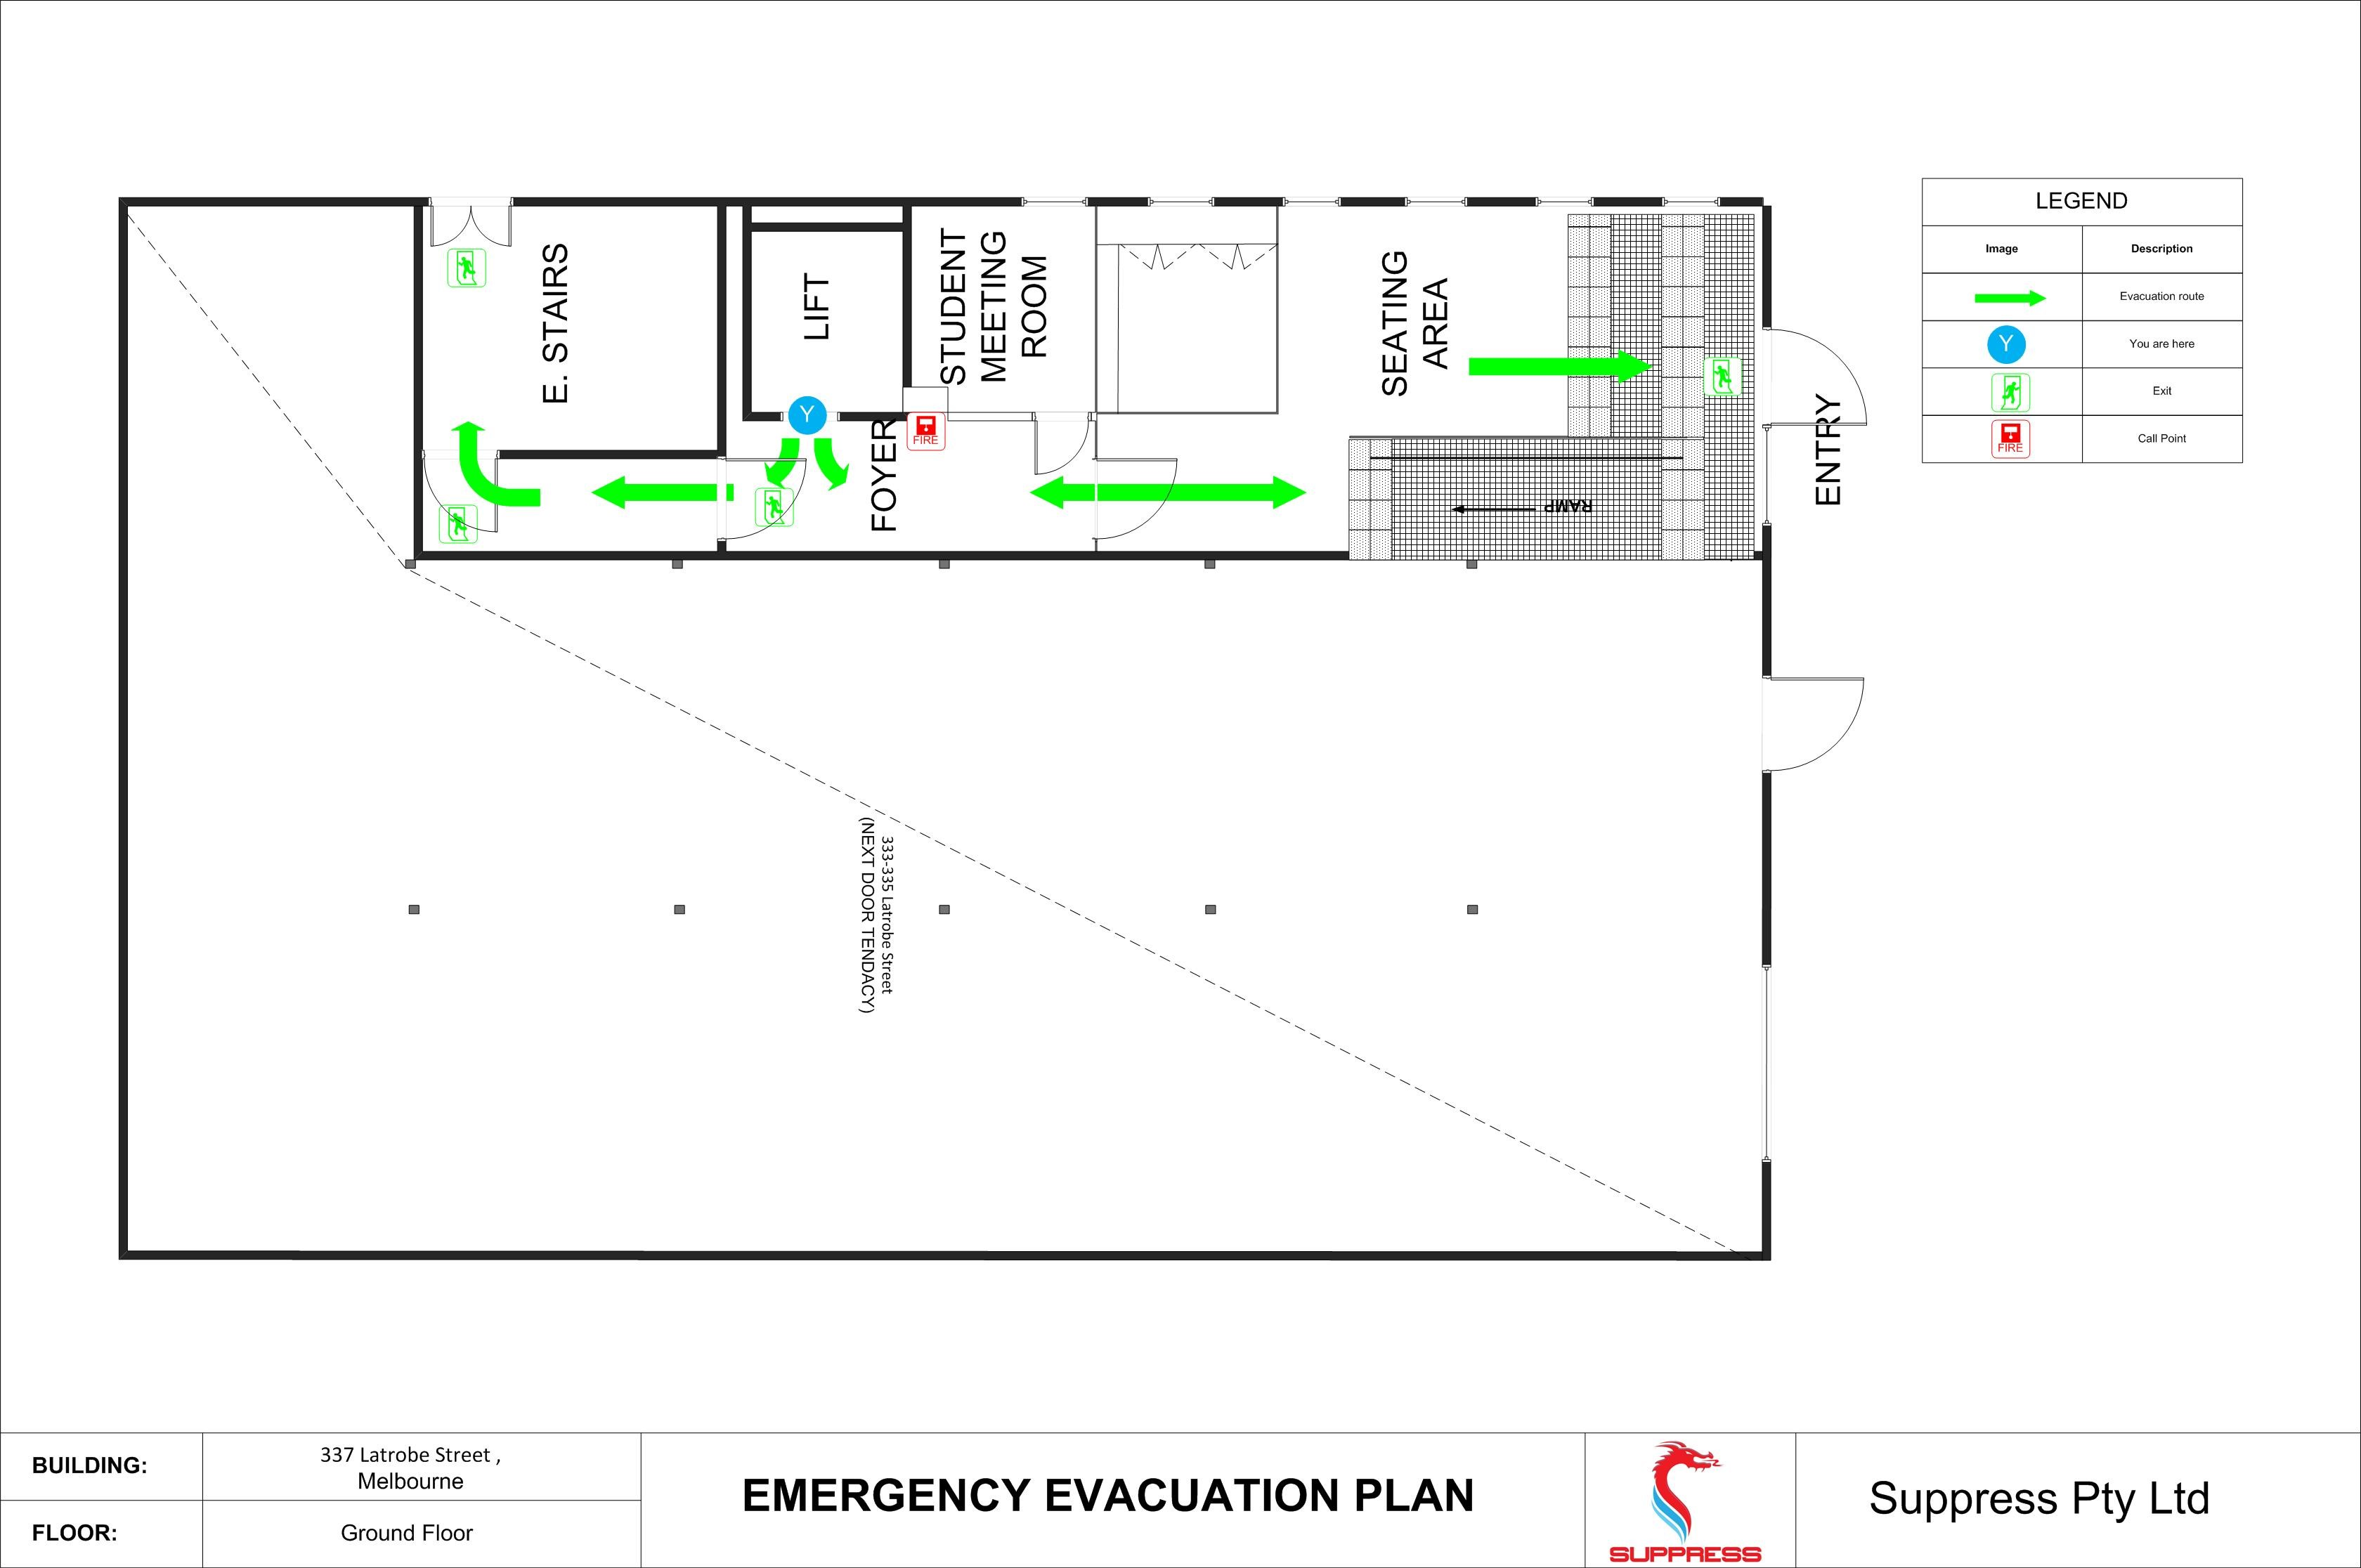 LEGEND
Image
Description
Evacuation route
Y
You are here
Exit
FIRE
Call Point
E. STAIRS
LIFT
STUDENT
MEETING
ROOM
SEATING
AREA
Y
FIRE
FOYER
RAMP
ENTRY
333-335 Latrobe Street
(NEXT DOOR TENDACY)
BUILDING:
337 Latrobe Street ,
Melbourne
FLOOR:
Ground Floor
EMERGENCY EVACUATION PLAN
SUPPRESS
Suppress Pty Ltd